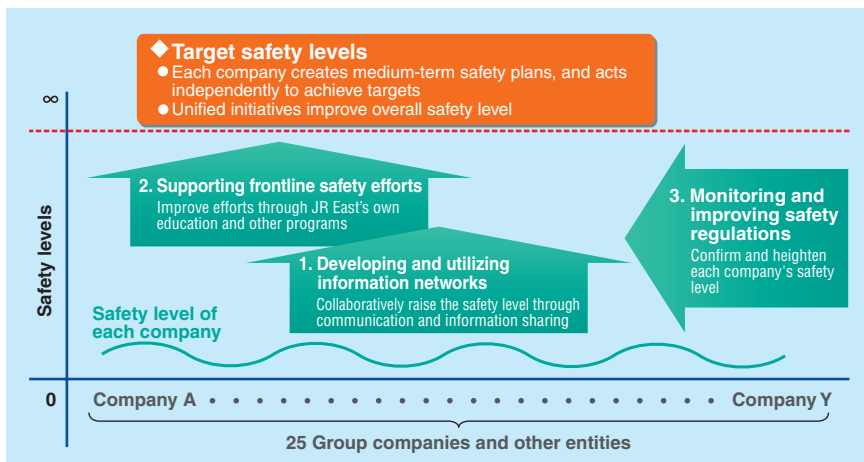 ◆Target safety levels
●Each company creates medium-term safety plans, and acts
independently to achieve targets
●Unified initiatives improve overall safety level
∞
2. Supporting frontline safety efforts
Improve efforts through JR East's own
education and other programs
3. Monitoring and
improving safety
regulations
Confirm and heighten
each company's safety
level
1. Developing and utilizing
information networks
Collaboratively raise the safety level through
communication and information sharing
Safety levels
Safety level of
each company
0
Company A • • • • • • • • • • • • • • • • • • • • • • Company Y
25 Group companies and other entities